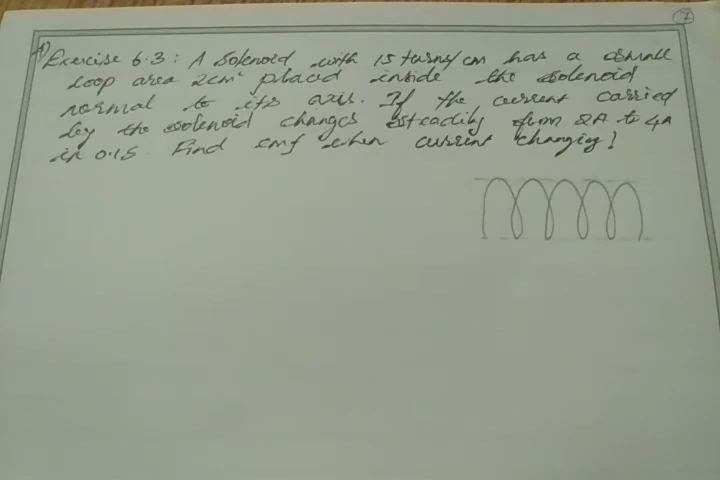 7
A) Exercise 6.3 : A solenoid with 15 turns/cm has a small
loop area 2cm² placed inside the solenoid
normal to its axis. If the current carried
by the solenoid changes steadily from 2A to 4A
in 0.1S. Find emf when current changing!